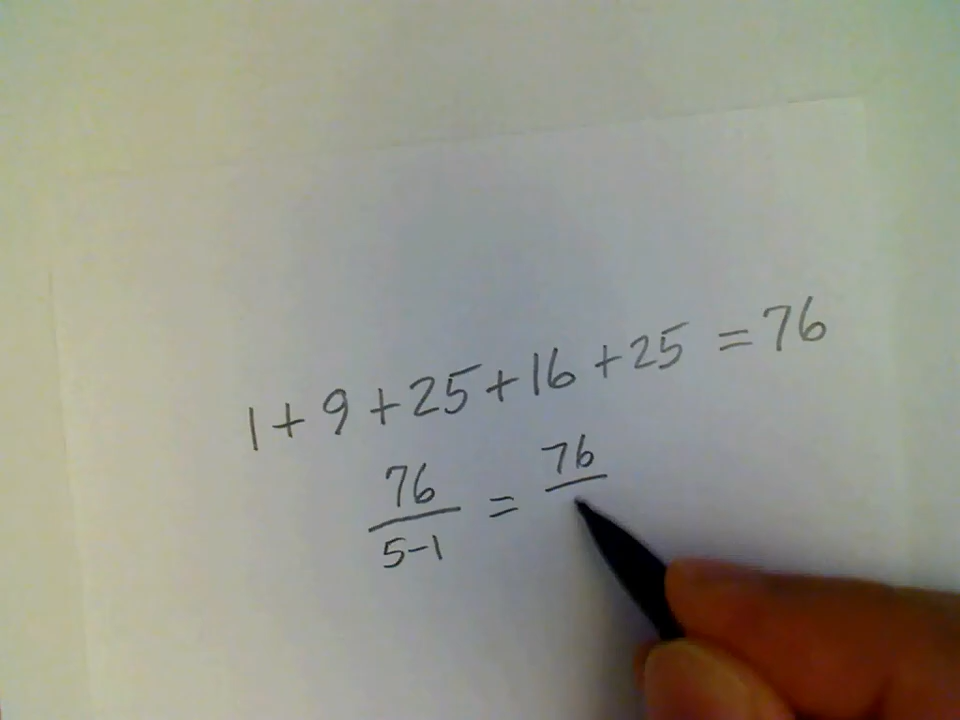 1 + 9 + 25 + 16 + 25 = 76
76/5-1 = 76/